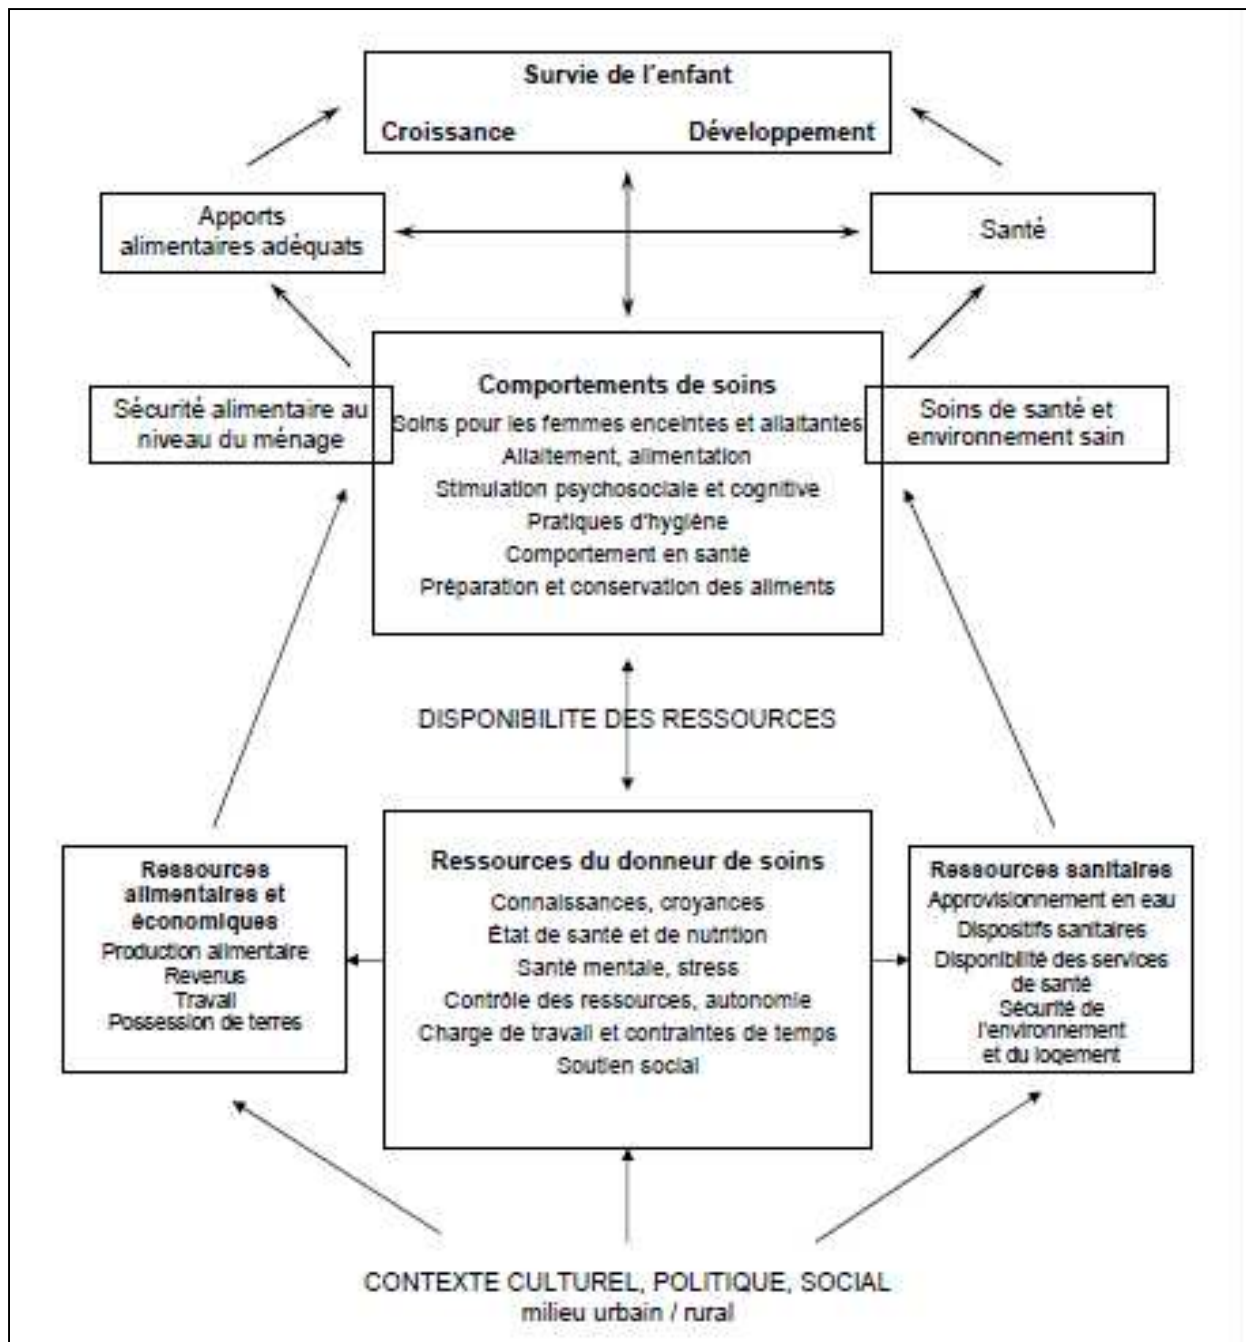 Survie de l'enfant
Croissance Développement
Apports
alimentaires adéquats
Santé
Comportements de soins
Soins pour les femmes enceintes et allaitantes
Allaitement, alimentation
Stimulation psychosociale et cognitive
Pratiques d'hygiène
Comportement en santé
Préparation et conservation des aliments
Sécurité alimentaire au
niveau du ménage
Soins de santé et
environnement sain
DISPONIBILITE DES RESSOURCES
Ressources
alimentaires et
économiques
Production alimentaire
Revenus
Travail
Possession de terres
Ressources du donneur de soins
Connaissances, croyances
État de santé et de nutrition
Santé mentale, stress
Contrôle des ressources, autonomie
Charge de travail et contraintes de temps
Soutien social
Ressources sanitaires
Approvisionnement en eau
Dispositifs sanitaires
Disponibilité des services
de santé
Sécurité de
l'environnement
et du logement
CONTEXTE CULTUREL, POLITIQUE, SOCIAL
milieu urbain / rural